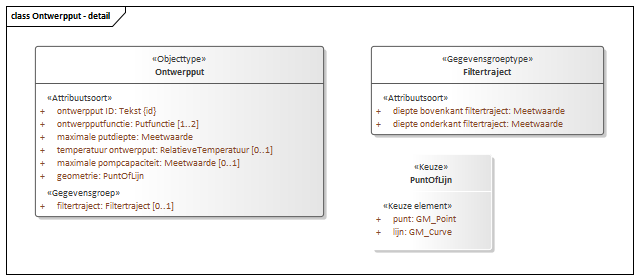 class Ontwerpput - detail
«Objecttype»
Ontwerpput
«Attribuutsoort»
+ ontwerpput ID: Tekst {id}
+ ontwerpputfunctie: Putfunctie [1..2]
+ maximale putdiepte: Meetwaarde
+ temperatuur ontwerpput: RelatieveTemperatuur [0..1]
+ maximale pompcapaciteit: Meetwaarde [0..1]
+ geometrie: PuntOfLijn
«Gegevensgroep»
+ filtertraject: Filtertraject [0..1]
«Gegevensgroeptype»
Filtertraject
«Attribuutsoort»
+ diepte bovenkant filtertraject: Meetwaarde
+ diepte onderkant filtertraject: Meetwaarde
«Keuze»
PuntOfLijn
«Keuze element»
+ punt: GM_Point
+ lijn: GM_Curve